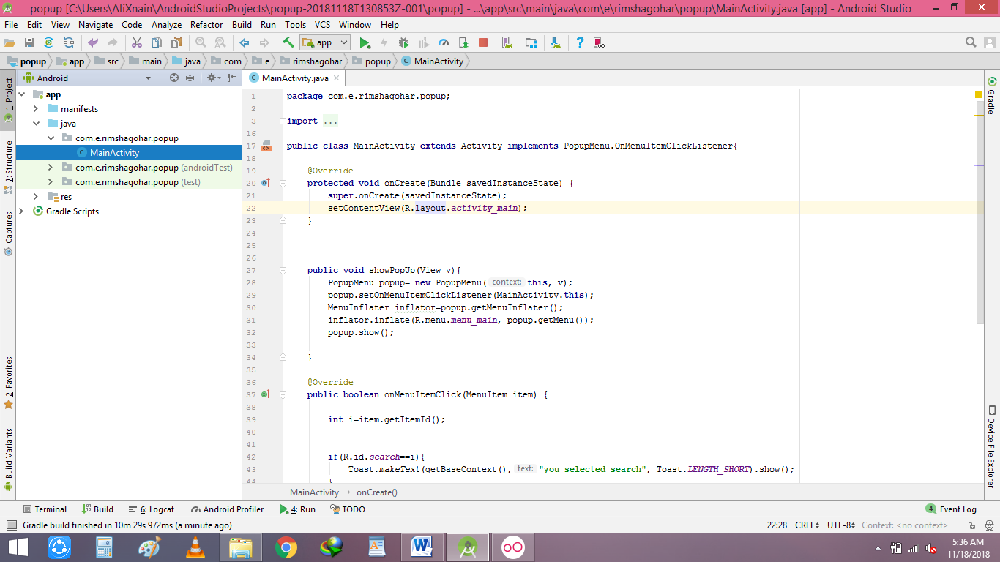 popup [C:\Users\AliXnain\AndroidStudioProjects\popup-20181118T130853Z-001\popup] - ...\app\src\main\java\com\e\rimshagohar\popup\MainActivity.java [app] - Android Studio
File Edit View Navigate Code Analyze Refactor Build Run Tools VCS Window Help
app
popup app src main java com e rimshagohar popup MainActivity
Android
MainActivity.java
1: Project
7: Structure
Captures
2: Favorites
Build Variants
app
manifests
java
com.e.rimshagohar.popup
MainActivity
com.e.rimshagohar.popup (androidTest)
com.e.rimshagohar.popup (test)
res
Gradle Scripts
1 package com.e.rimshagohar.popup;
2
3 import ...
16
17 public class MainActivity extends Activity implements PopupMenu.OnMenuItemClickListener{
18
19 @Override
20 protected void onCreate(Bundle savedInstanceState) {
21 super.onCreate(savedInstanceState);
22 setContentView(R.layout.activity_main);
23 }
24
25
26
27 public void showPopUp(View v){
28 PopupMenu popup= new PopupMenu( context: this, v);
29 popup.setOnMenuItemClickListener(MainActivity.this);
30 MenuInflater inflator=popup.getMenuInflater();
31 inflator.inflate(R.menu.menu_main, popup.getMenu());
32 popup.show();
33
34 }
35
36 @Override
37 public boolean onMenuItemClick(MenuItem item) {
38
39 int i=item.getItemId();
40
41
42 if(R.id.search==i){
43 Toast.makeText(getBaseContext(), text: "you selected search", Toast.LENGTH_SHORT).show();
44 }
Gradle
Device File Explorer
MainActivity onCreate()
Terminal Build 6: Logcat Android Profiler 4: Run TODO 4 Event Log
Gradle build finished in 10m 29s 972ms (a minute ago) 22:28 CRLF UTF-8 Context: <no context>
5:36 AM
11/18/2018